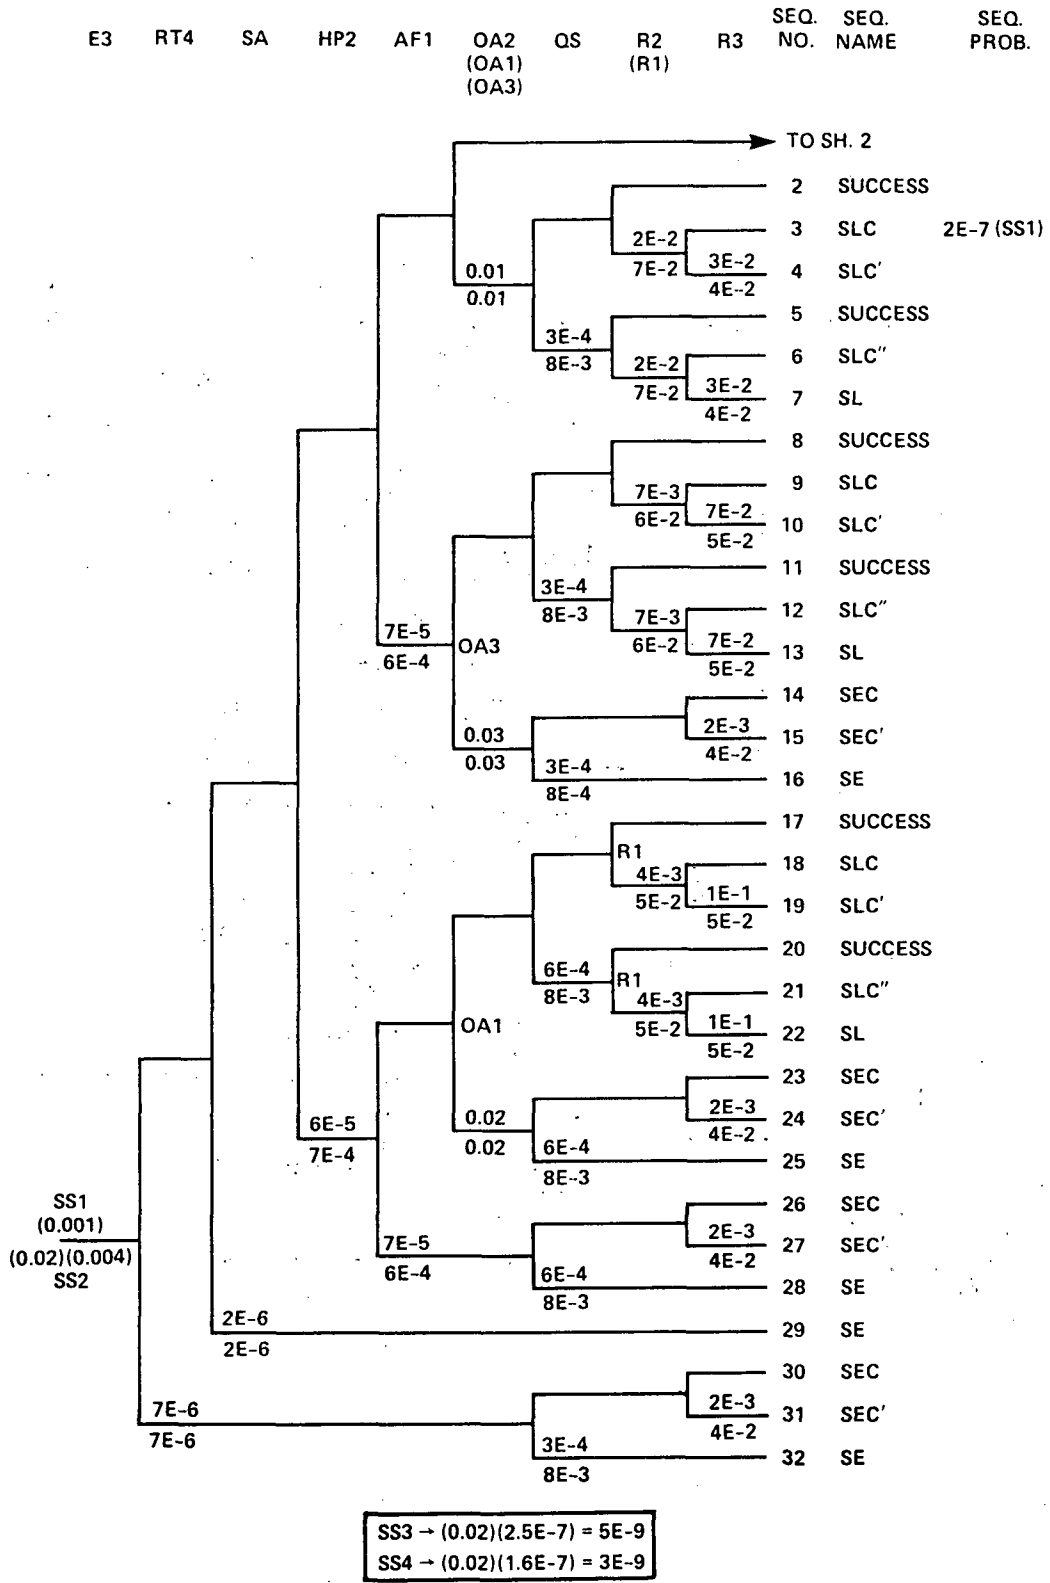 E3 RT4 SA HP2 AF1 OA2 QS R2 R3 SEQ. SEQ. SEQ.
(OA1) (R1) NO. NAME PROB.
(OA3)
TO SH. 2
2 SUCCESS
3 SLC 2E-7 (SS1)
2E-2
7E-2
3E-2
4 SLC'
4E-2
0.01
0.01
5 SUCCESS
3E-4
8E-3
6 SLC''
2E-2
7E-2
3E-2
7 SL
4E-2
8 SUCCESS
9 SLC
7E-3
6E-2
7E-2
10 SLC'
5E-2
11 SUCCESS
3E-4
8E-3
12 SLC''
7E-3
6E-2
7E-2
13 SL
5E-2
7E-5
6E-4
OA3
14 SEC
2E-3
15 SEC'
4E-2
0.03
0.03
3E-4
16 SE
8E-4
17 SUCCESS
R1
18 SLC
4E-3
5E-2
1E-1
19 SLC'
5E-2
20 SUCCESS
6E-4
8E-3
R1
21 SLC''
4E-3
5E-2
1E-1
22 SL
5E-2
OA1
23 SEC
2E-3
24 SEC'
4E-2
0.02
0.02
6E-4
25 SE
8E-3
6E-5
7E-4
26 SEC
2E-3
27 SEC'
4E-2
7E-5
6E-4
6E-4
28 SE
8E-3
SS1
(0.001)
(0.02)(0.004)
SS2
2E-6
29 SE
2E-6
30 SEC
2E-3
31 SEC'
4E-2
7E-6
7E-6
3E-4
32 SE
8E-3
SS3 → (0.02)(2.5E-7) = 5E-9
SS4 → (0.02)(1.6E-7) = 3E-9